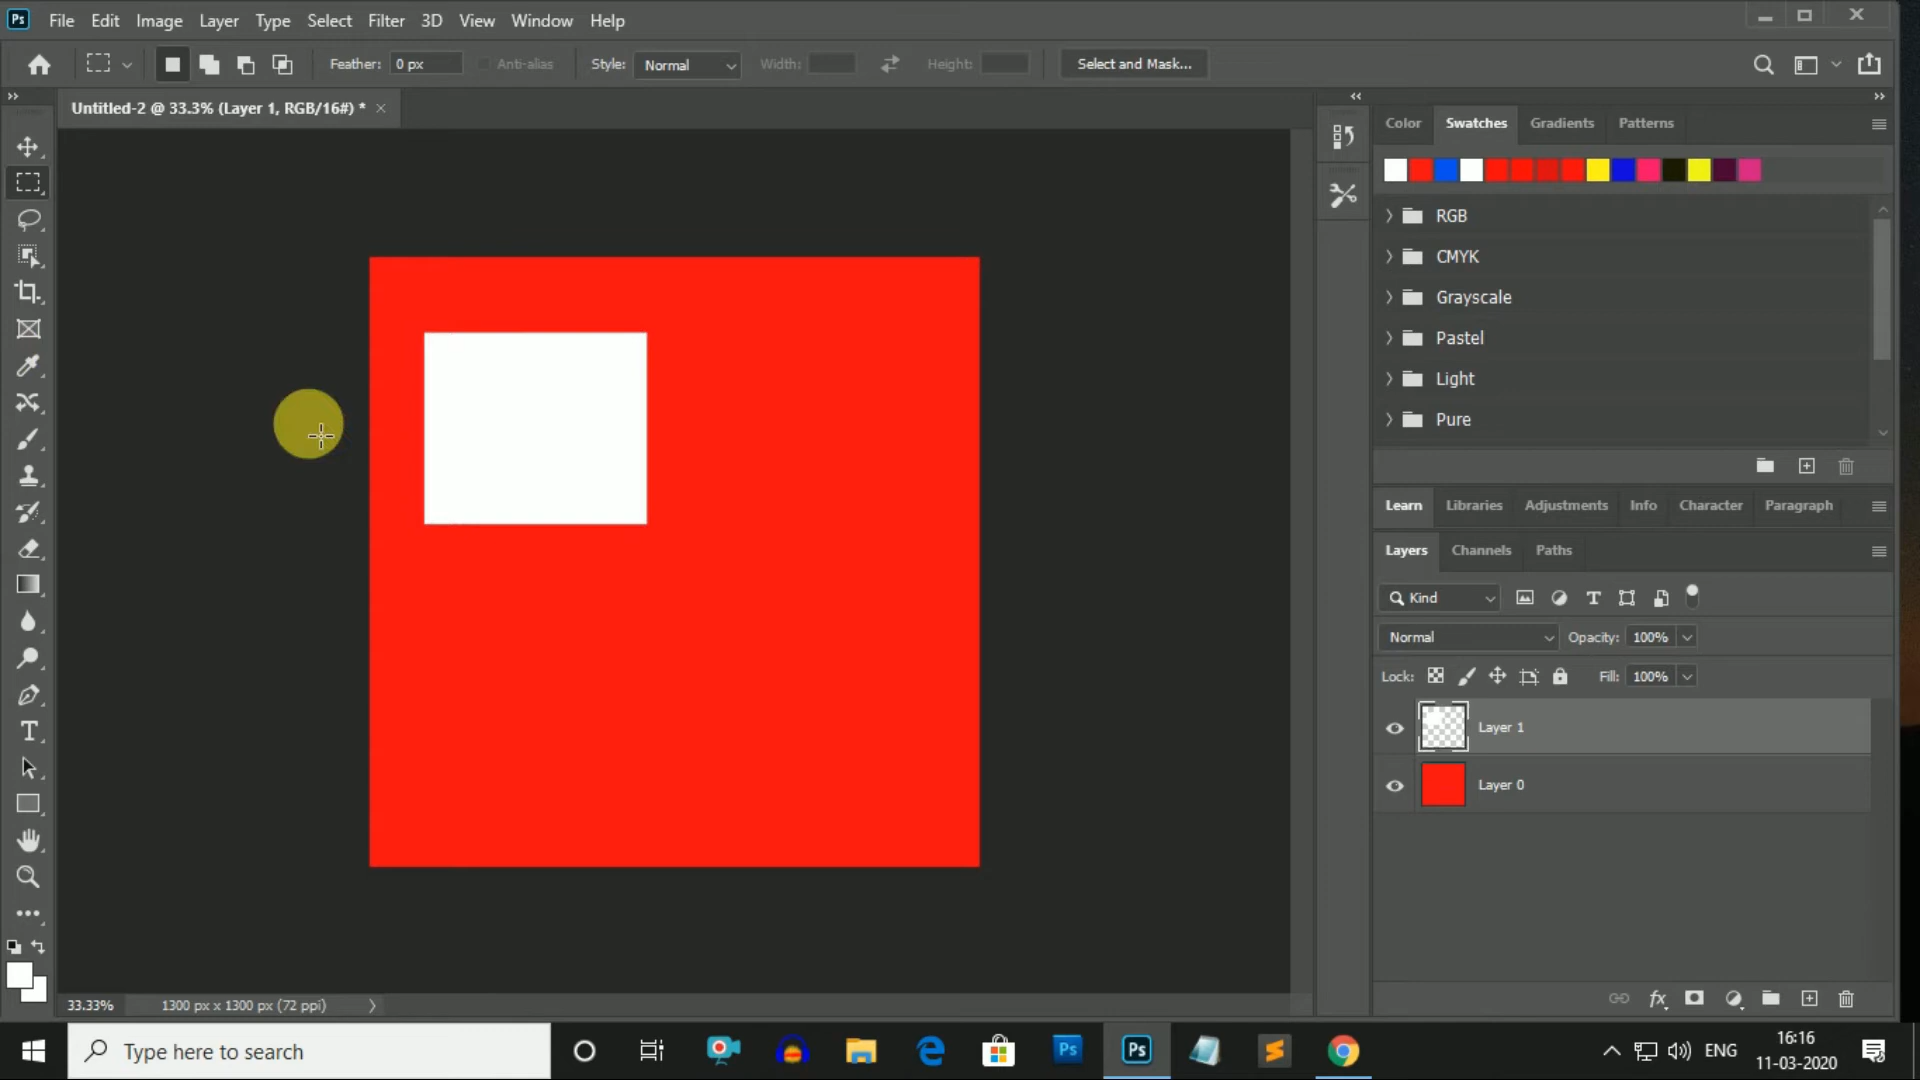 Ps File Edit Image Layer Type Select Filter 3D View Window Help
Feather: 0 px Anti-alias Style: Normal Width: Height: Select and Mask...
Untitled-2 @ 33.3% (Layer 1, RGB/16#) *
Color Swatches Gradients Patterns
RGB
CMYK
Grayscale
Pastel
Light
Pure
Learn Libraries Adjustments Info Character Paragraph
Layers Channels Paths
Kind
Normal Opacity: 100%
Lock: Fill: 100%
Layer 1
Layer 0
33.33% 1300 px x 1300 px (72 ppi)
Type here to search
Ps
Ps
ENG
16:16
11-03-2020